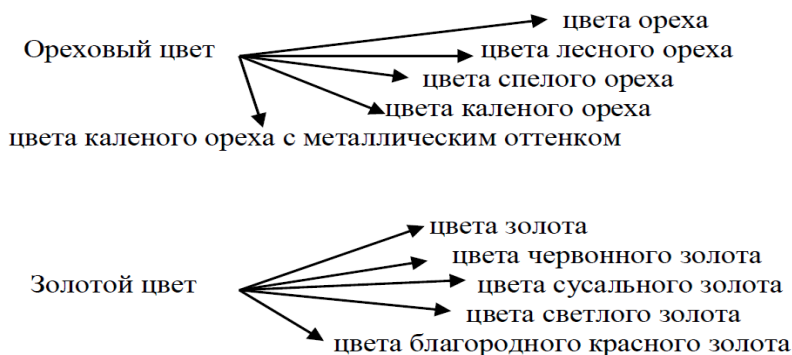 цвета ореха
Ореховый цвет
цвета лесного ореха
цвета спелого ореха
цвета каленого ореха
цвета каленого ореха с металлическим оттенком
цвета золота
цвета червонного золота
Золотой цвет
цвета сусального золота
цвета светлого золота
цвета благородного красного золота